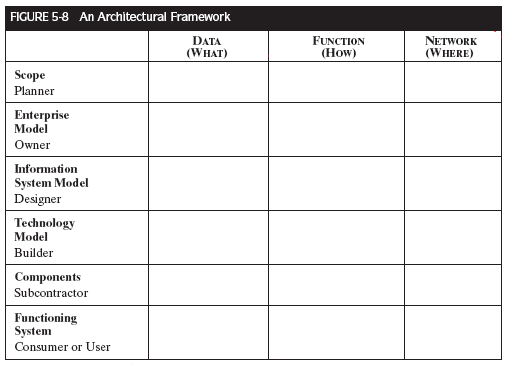 FIGURE 5-8 An Architectural Framework
DATA
(WHAT)
FUNCTION
(HOW)
NETWORK
(WHERE)
Scope
Planner
Enterprise
Model
Owner
Information
System Model
Designer
Technology
Model
Builder
Components
Subcontractor
Functioning
System
Consumer or User